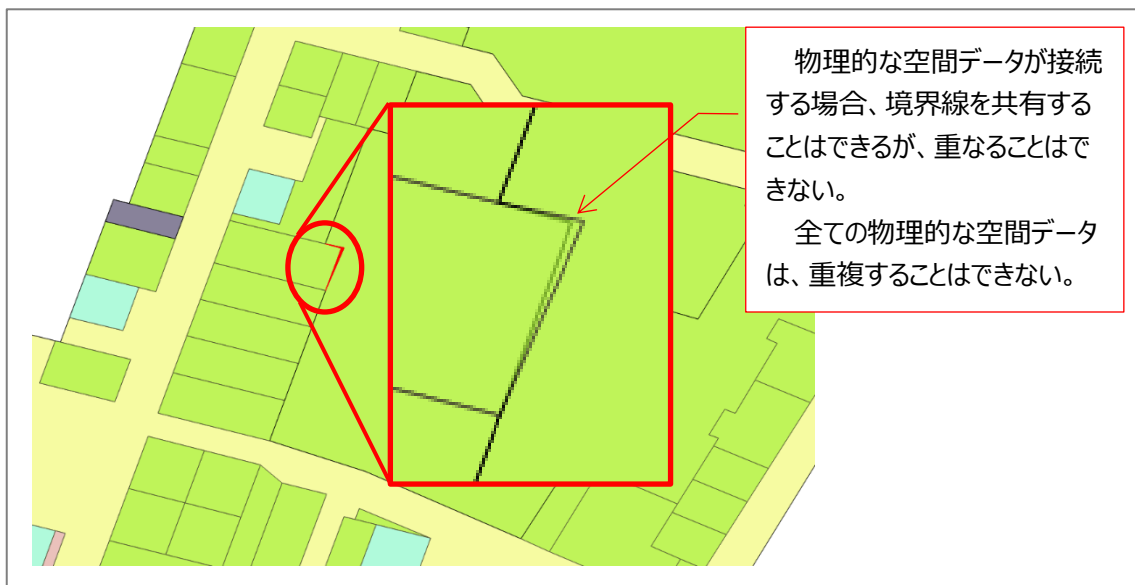 物理的な空間データが接続
する場合、境界線を共有する
ことはできるが、重なることはで
きない。
全ての物理的な空間データ
は、重複することはできない。